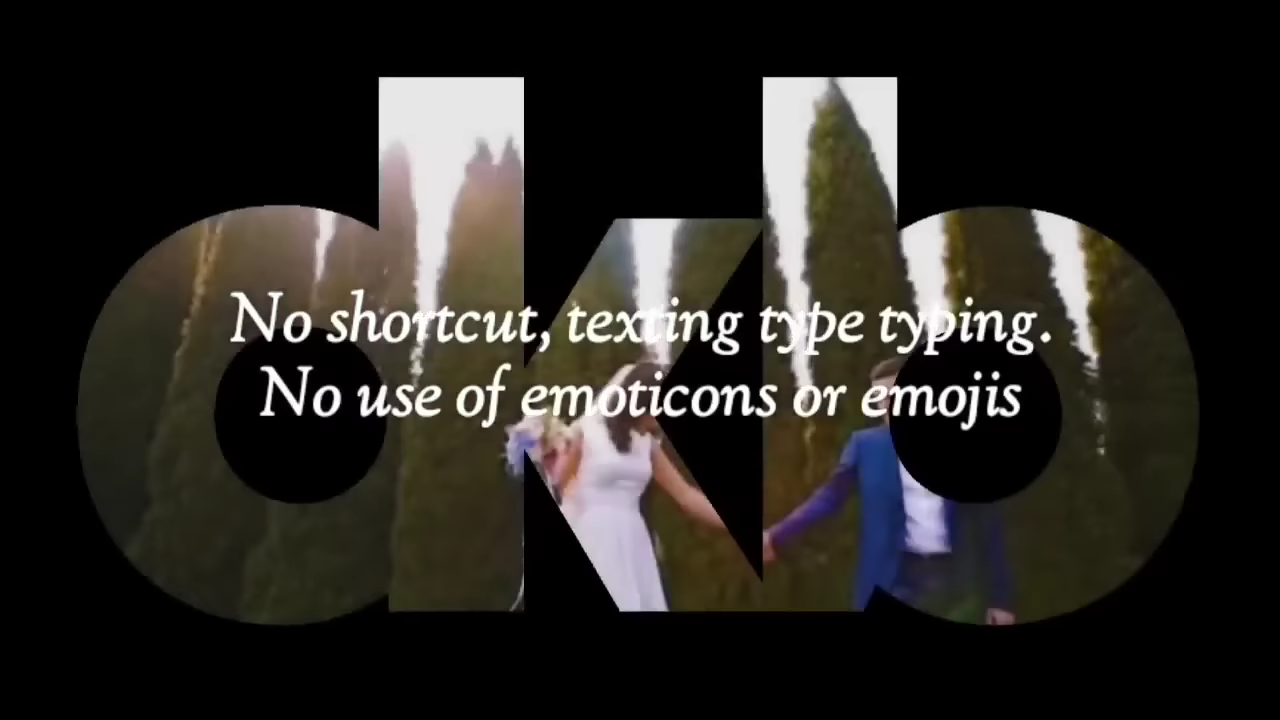 dkb
No shortcut, texting type typing.
No use of emoticons or emojis